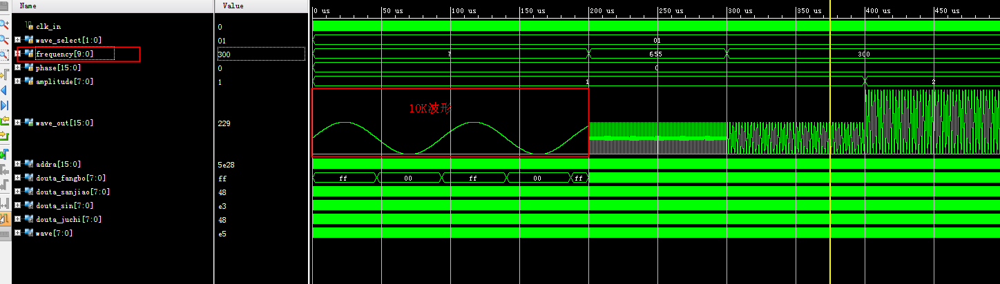 Name Value 0 us 50 us 100 us 150 us 200 us 250 us 300 us 350 us 400 us 450 us
clk_in 0
wave_select[1:0] 01 01
frequency[9:0] 300 7 655 300
phase[15:0] 0 0
amplitude[7:0] 1 1 2
10K波形
wave_out[15:0] 229
addra[15:0] 5e28
douta_fangbo[7:0] ff ff 00 ff 00 ff
douta_sanjiao[7:0] 48
douta_sin[7:0] e3
douta_juchi[7:0] 48
wave[7:0] e5